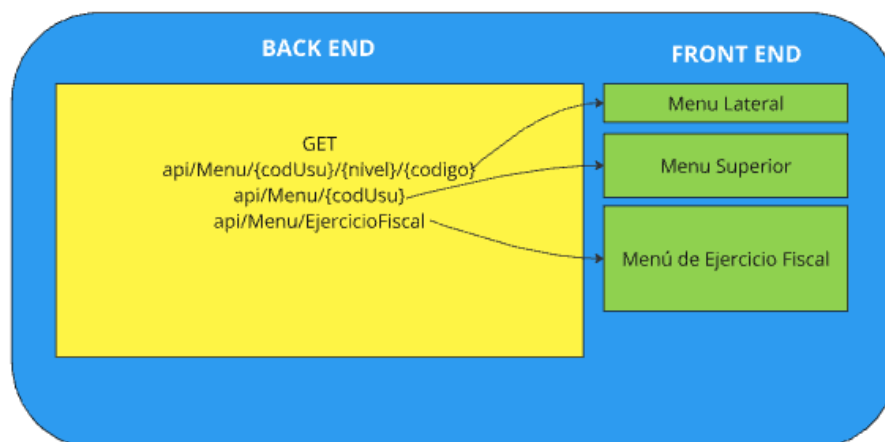 BACK END
GET
api/Menu/{codUsu}/{nivel}/{codigo}
api/Menu/{codUsu}
api/Menu/EjercicioFiscal
FRONT END
Menu Lateral
Menu Superior
Menú de Ejercicio Fiscal